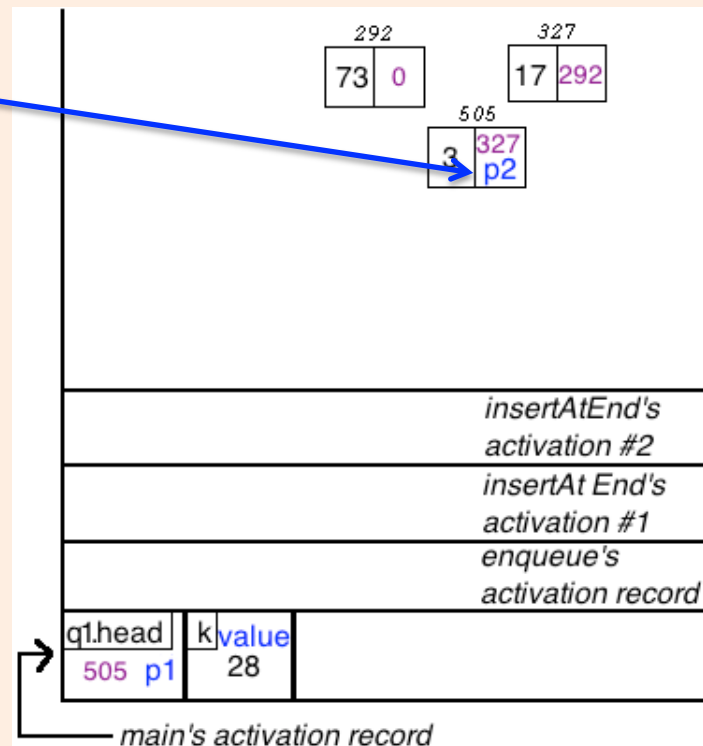 292 327
73 0 17 292
505
3 327
p2
insertAtEnd's
activation #2
insertAt End's
activation #1
enqueue's
activation record
q1.head k value
505 p1 28
main's activation record